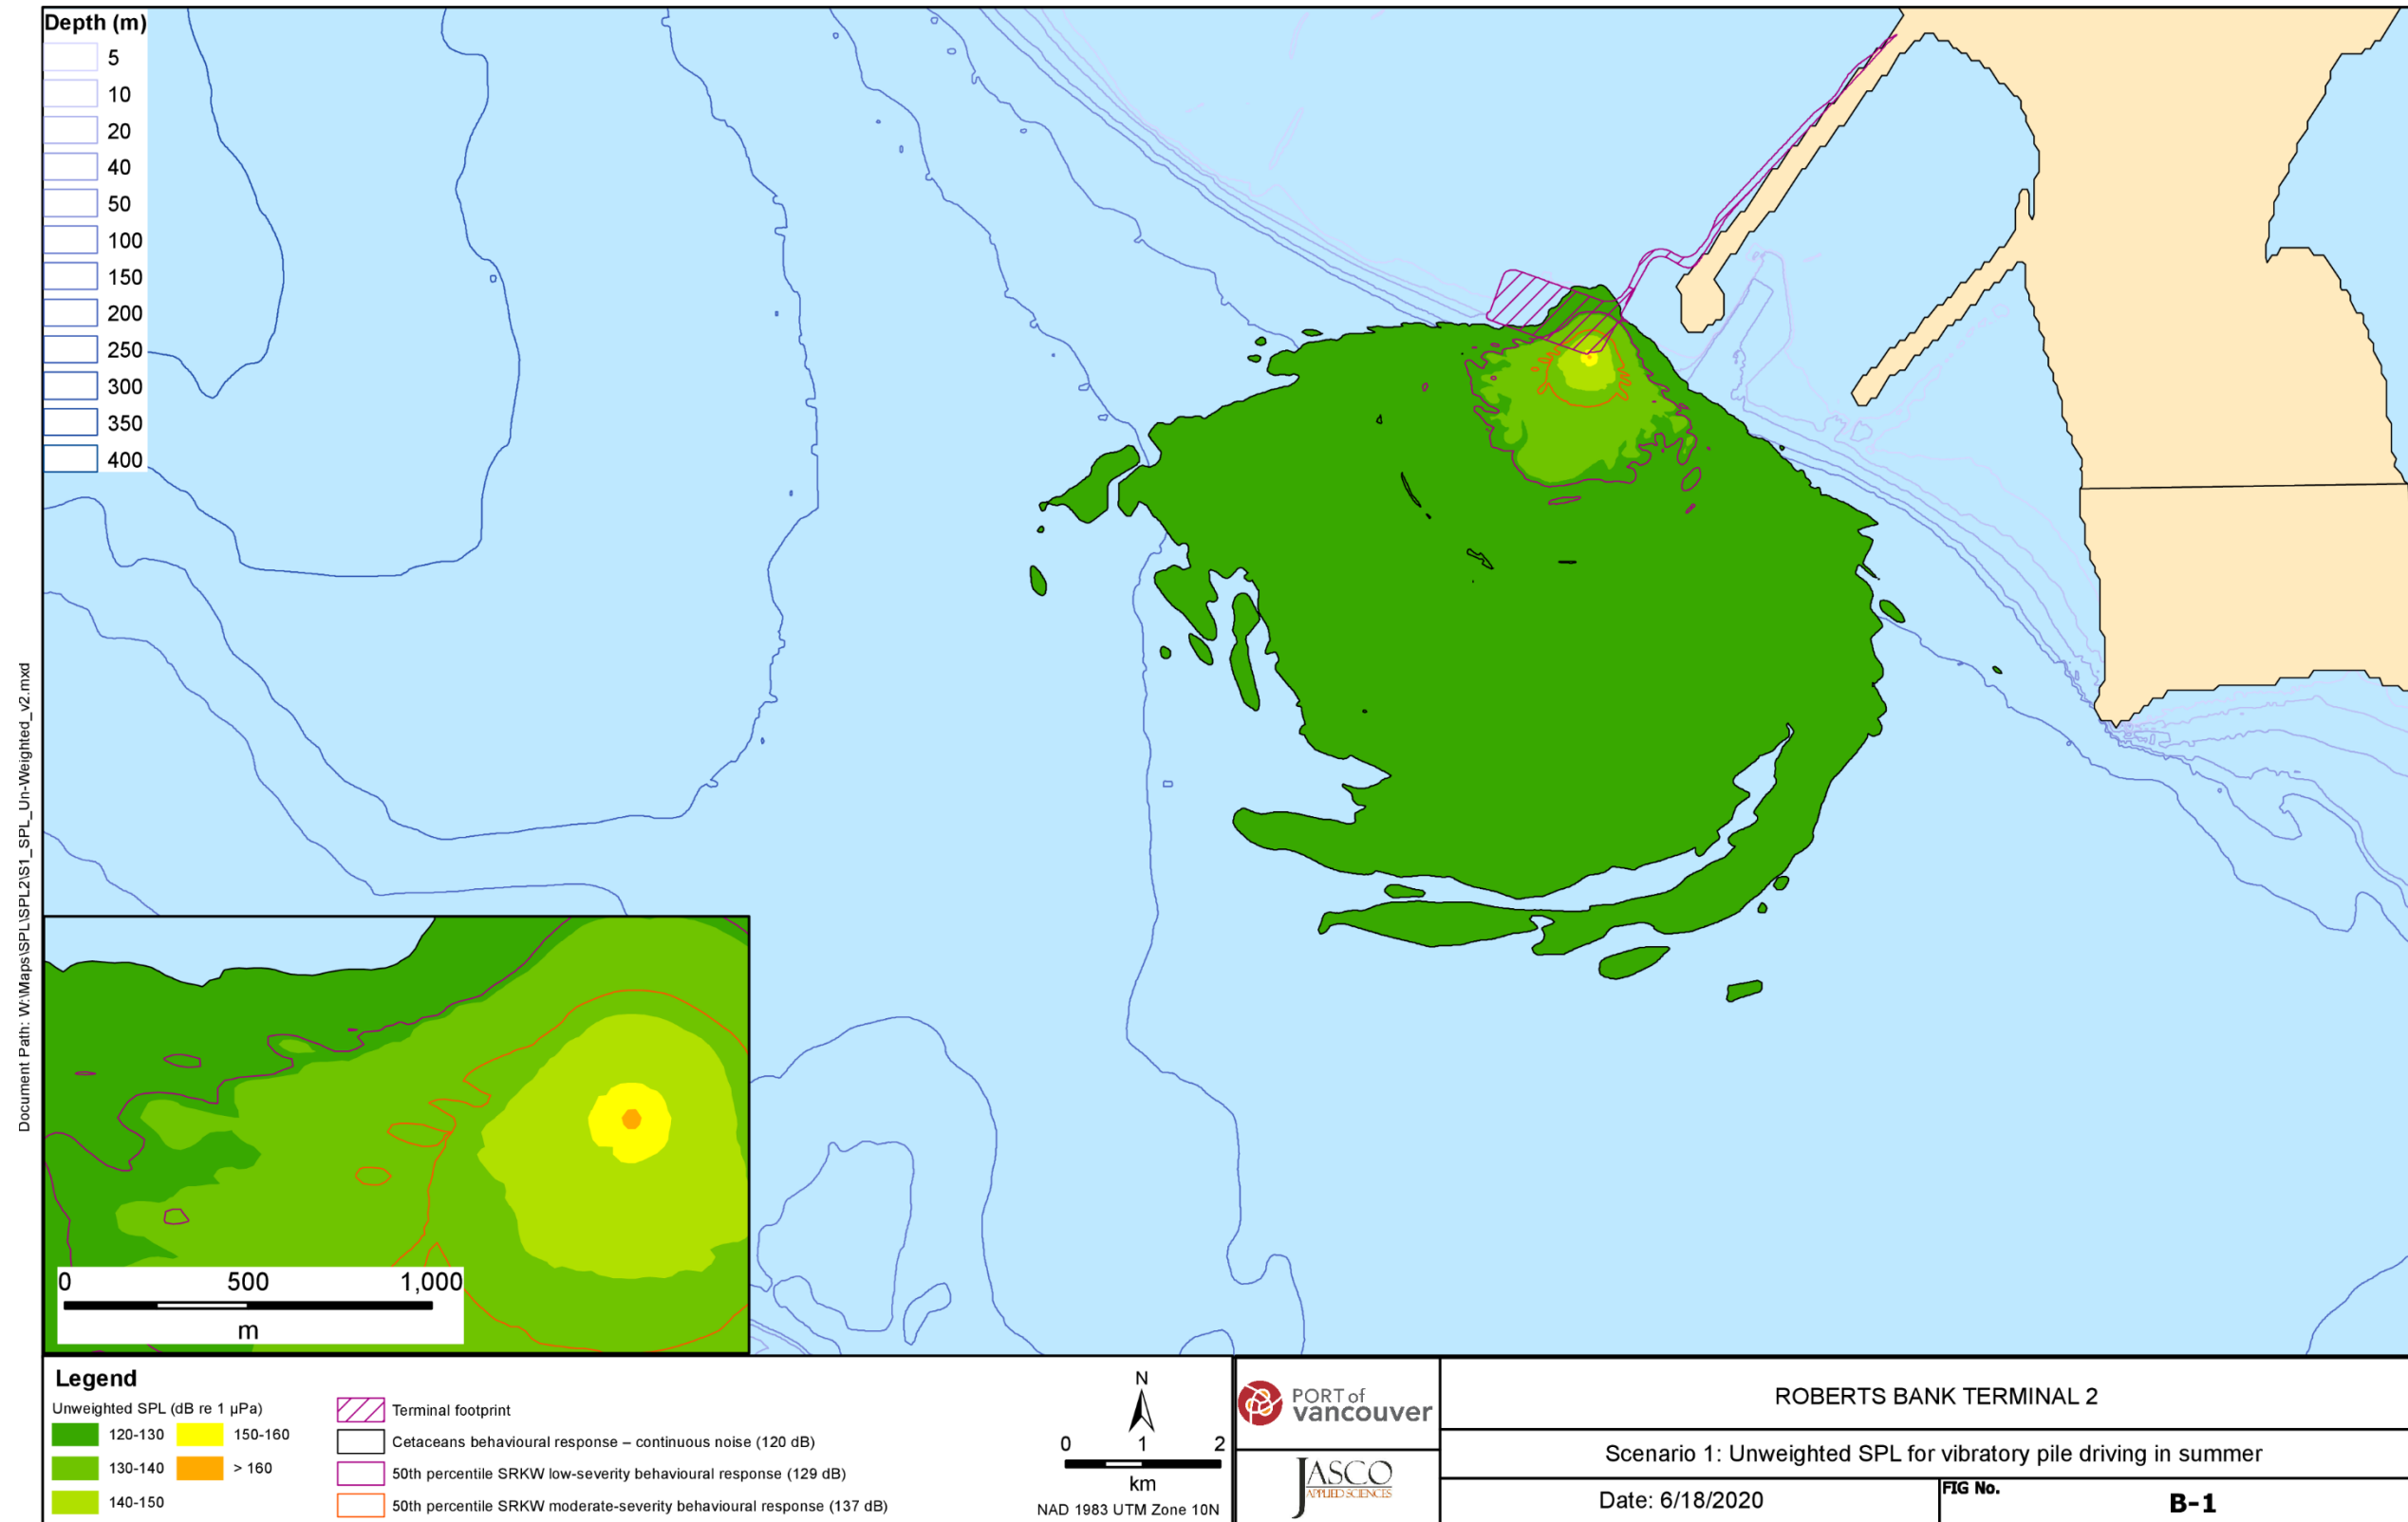 Depth (m)
5
10
20
40
50
100
150
200
250
300
350
400
Document Path: W:\Maps\SPL\SPL2\S1_SPL_Un-Weighted_v2.mxd
0 500 1,000
m
Legend
Unweighted SPL (dB re 1 µPa)
120-130 150-160
130-140 > 160
140-150
Terminal footprint
Cetaceans behavioural response – continuous noise (120 dB)
50th percentile SRKW low-severity behavioural response (129 dB)
50th percentile SRKW moderate-severity behavioural response (137 dB)
N
0 1 2
km
NAD 1983 UTM Zone 10N
PORT of
vancouver
JASCO
APPLIED SCIENCES
ROBERTS BANK TERMINAL 2
Scenario 1: Unweighted SPL for vibratory pile driving in summer
Date: 6/18/2020
FIG No.
B-1